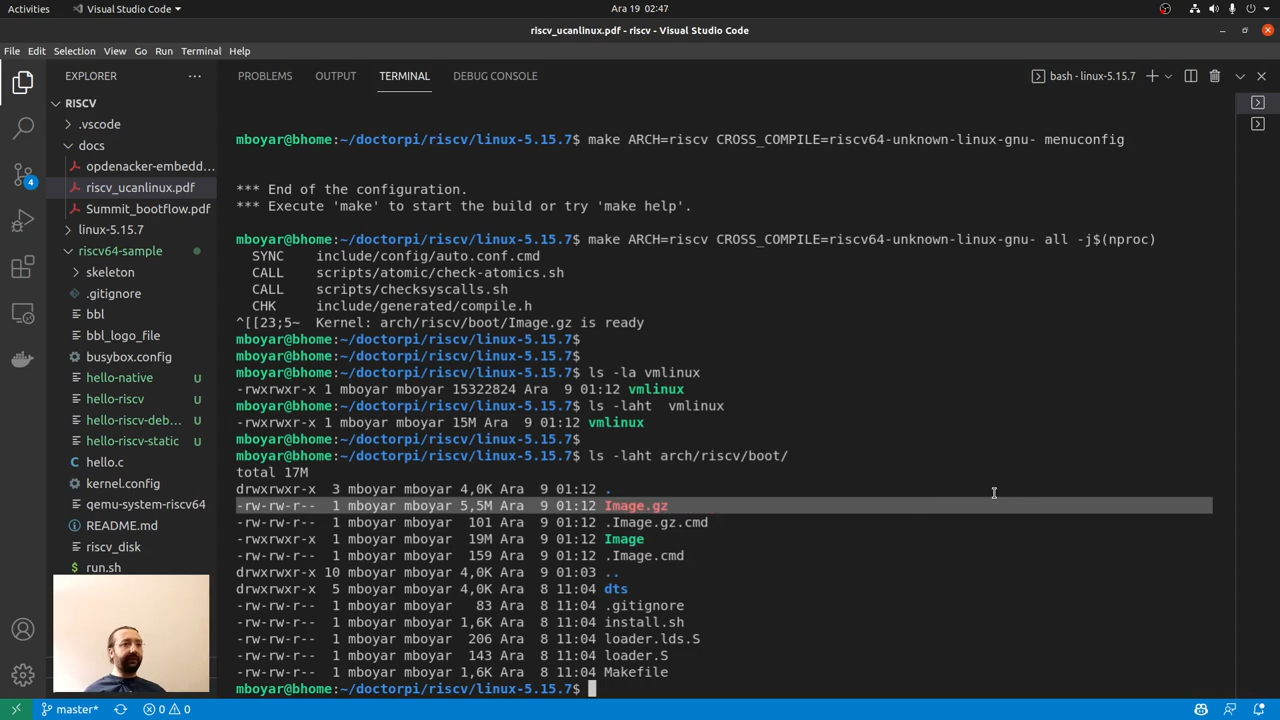 Activities
Visual Studio Code
Ara 19 02:47
riscv_ucanlinux.pdf - riscv - Visual Studio Code
File Edit Selection View Go Run Terminal Help
EXPLORER
PROBLEMS OUTPUT TERMINAL DEBUG CONSOLE
bash - linux-5.15.7
RISCV
.vscode
docs
opdenacker-embedd...
riscv_ucanlinux.pdf
Summit_bootflow.pdf
linux-5.15.7
riscv64-sample
skeleton
.gitignore
bbl
bbl_logo_file
busybox.config
hello-native U
hello-riscv U
hello-riscv-deb... U
hello-riscv-static U
hello.c
kernel.config
qemu-system-riscv64
README.md
riscv_disk
run.sh
4
mboyar@bhome:~/doctorpi/riscv/linux-5.15.7$ make ARCH=riscv CROSS_COMPILE=riscv64-unknown-linux-gnu- menuconfig
*** End of the configuration.
*** Execute 'make' to start the build or try 'make help'.
mboyar@bhome:~/doctorpi/riscv/linux-5.15.7$ make ARCH=riscv CROSS_COMPILE=riscv64-unknown-linux-gnu- all -j$(nproc)
SYNC include/config/auto.conf.cmd
CALL scripts/atomic/check-atomics.sh
CALL scripts/checksyscalls.sh
CHK include/generated/compile.h
^[[23;5~ Kernel: arch/riscv/boot/Image.gz is ready
mboyar@bhome:~/doctorpi/riscv/linux-5.15.7$
mboyar@bhome:~/doctorpi/riscv/linux-5.15.7$
mboyar@bhome:~/doctorpi/riscv/linux-5.15.7$ ls -la vmlinux
-rwxrwxr-x 1 mboyar mboyar 15322824 Ara 9 01:12 vmlinux
mboyar@bhome:~/doctorpi/riscv/linux-5.15.7$ ls -laht vmlinux
-rwxrwxr-x 1 mboyar mboyar 15M Ara 9 01:12 vmlinux
mboyar@bhome:~/doctorpi/riscv/linux-5.15.7$
mboyar@bhome:~/doctorpi/riscv/linux-5.15.7$ ls -laht arch/riscv/boot/
total 17M
drwxrwxr-x 3 mboyar mboyar 4,0K Ara 9 01:12 .
-rw-rw-r-- 1 mboyar mboyar 5,5M Ara 9 01:12 Image.gz
-rw-rw-r-- 1 mboyar mboyar 101 Ara 9 01:12 .Image.gz.cmd
-rwxrwxr-x 1 mboyar mboyar 19M Ara 9 01:12 Image
-rw-rw-r-- 1 mboyar mboyar 159 Ara 9 01:12 .Image.cmd
drwxrwxr-x 10 mboyar mboyar 4,0K Ara 9 01:03 ..
drwxrwxr-x 5 mboyar mboyar 4,0K Ara 8 11:04 dts
-rw-rw-r-- 1 mboyar mboyar 83 Ara 8 11:04 .gitignore
-rw-rw-r-- 1 mboyar mboyar 1,6K Ara 8 11:04 install.sh
-rw-rw-r-- 1 mboyar mboyar 206 Ara 8 11:04 loader.lds.S
-rw-rw-r-- 1 mboyar mboyar 143 Ara 8 11:04 loader.S
-rw-rw-r-- 1 mboyar mboyar 1,6K Ara 8 11:04 Makefile
mboyar@bhome:~/doctorpi/riscv/linux-5.15.7$
master* 0 0